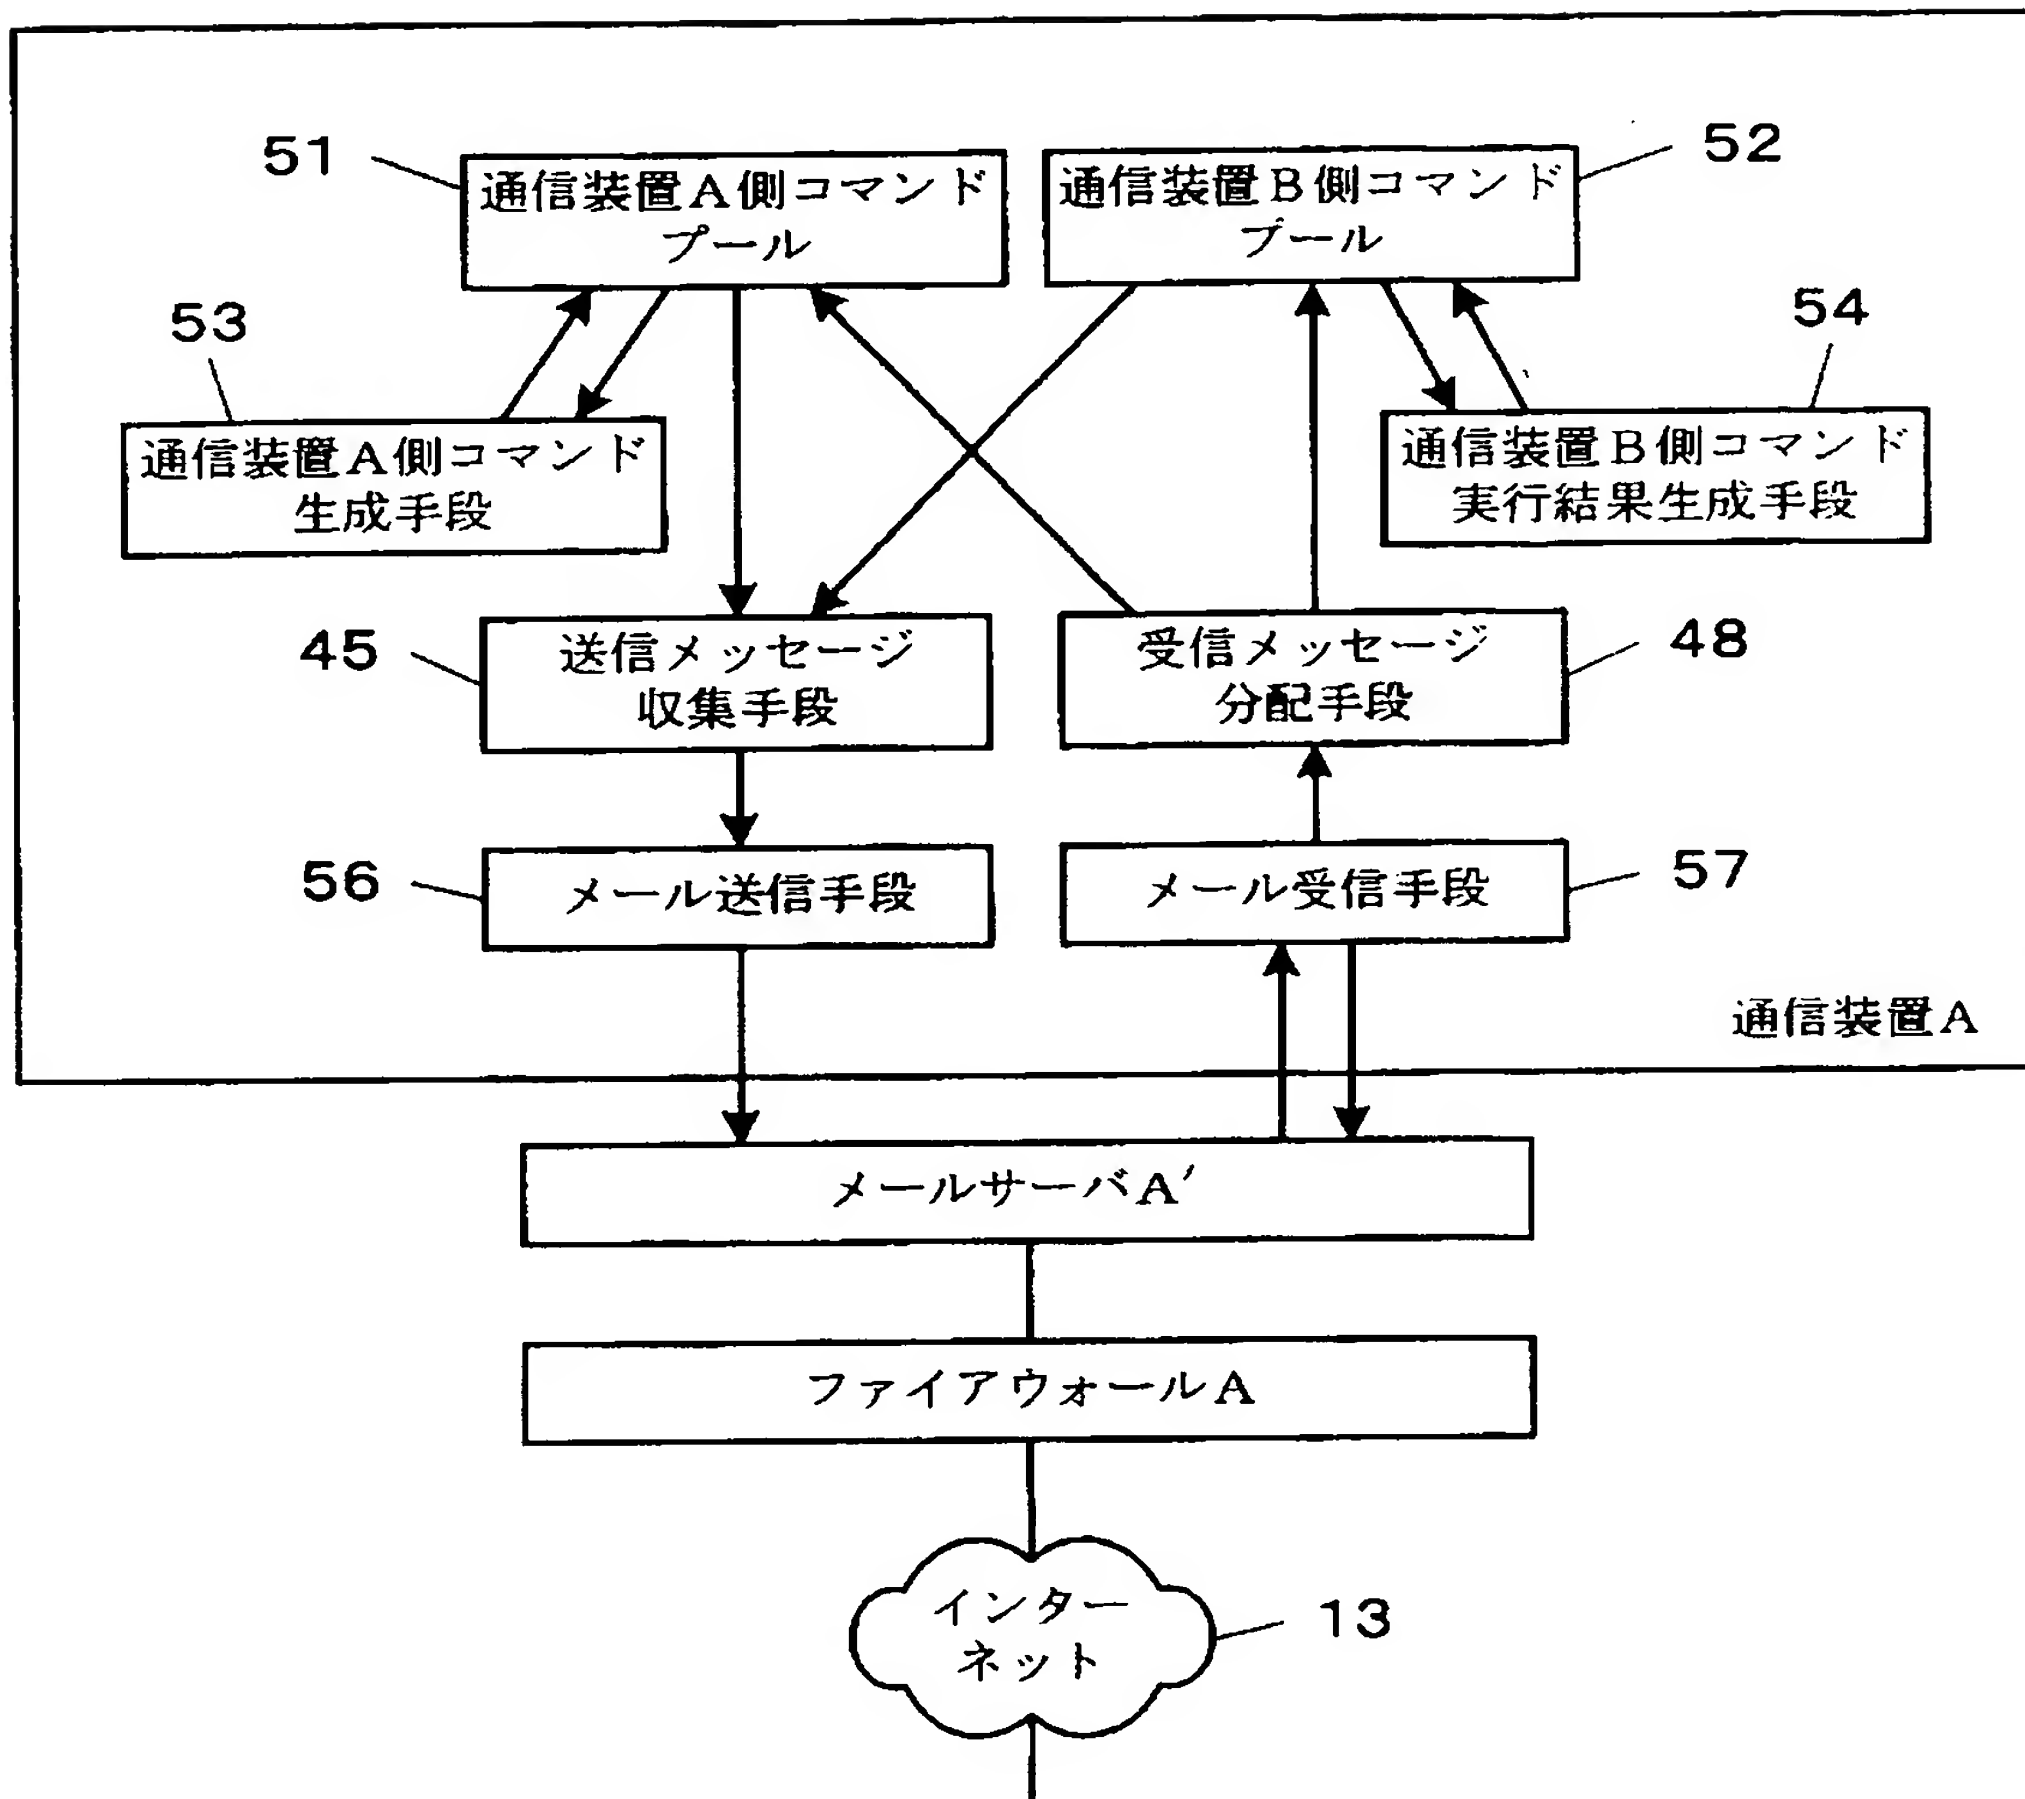 51
通信装置A側コマンド
プール
52
通信装置B側コマンド
プール
53
通信装置A側コマンド
生成手段
54
通信装置B側コマンド
実行結果生成手段
45
送信メッセージ
収集手段
48
受信メッセージ
分配手段
56
メール送信手段
57
メール受信手段
通信装置A
メールサーバA′
ファイアウォールA
インター
ネット
13